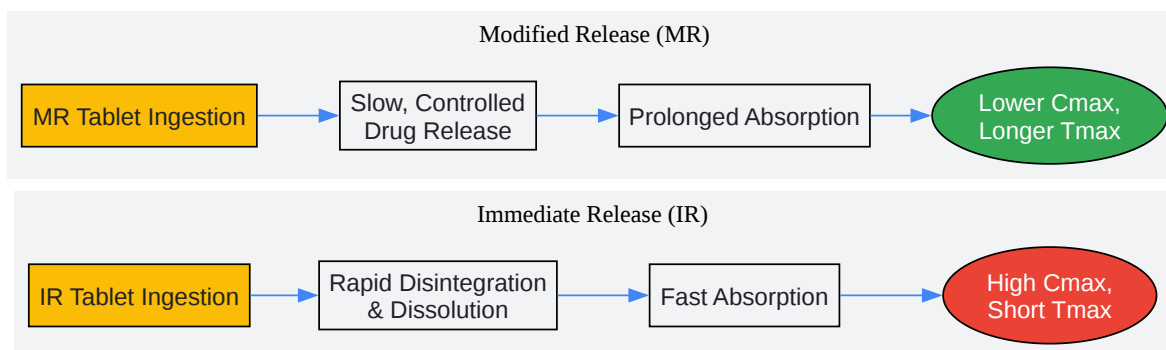 Modified Release (MR)
MR Tablet Ingestion
Slow, Controlled
Drug Release
Prolonged Absorption
Lower Cmax,
Longer Tmax
Immediate Release (IR)
IR Tablet Ingestion
Rapid Disintegration
& Dissolution
Fast Absorption
High Cmax,
Short Tmax